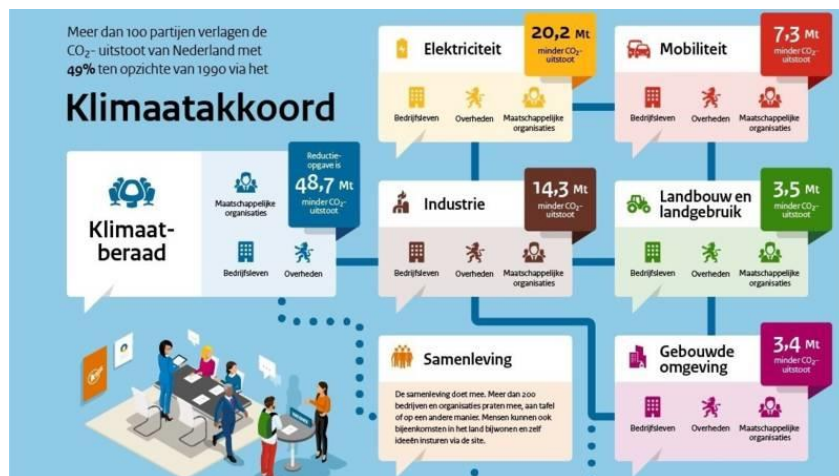 Meer dan 100 partijen verlagen de
CO₂- uitstoot van Nederland met
49% ten opzichte van 1990 via het
Klimaatakkoord
Klimaat-
beraad
Maatschappelijke
organisaties
Bedrijfsleven
Overheden
Reductie-
opgave is
48,7 Mt
minder CO₂-
uitstoot
Elektriciteit
20,2 Mt
minder CO₂-
uitstoot
Bedrijfsleven
Overheden
Maatschappelijke
organisaties
Mobiliteit
7,3 Mt
minder CO₂-
uitstoot
Bedrijfsleven
Overheden
Maatschappelijke
organisaties
Industrie
14,3 Mt
minder CO₂-
uitstoot
Bedrijfsleven
Overheden
Maatschappelijke
organisaties
Landbouw en
landgebruik
3,5 Mt
minder CO₂-
uitstoot
Bedrijfsleven
Overheden
Maatschappelijke
organisaties
Samenleving
De samenleving doet mee. Meer dan 200
bedrijven en organisaties praten mee, aan tafel
of op een andere manier. Mensen kunnen ook
bijeenkomsten in het land bijwonen en zelf
ideeën insturen via de site.
Gebouwde
omgeving
3,4 Mt
minder CO₂-
uitstoot
Bedrijfsleven
Overheden
Maatschappelijke
organisaties